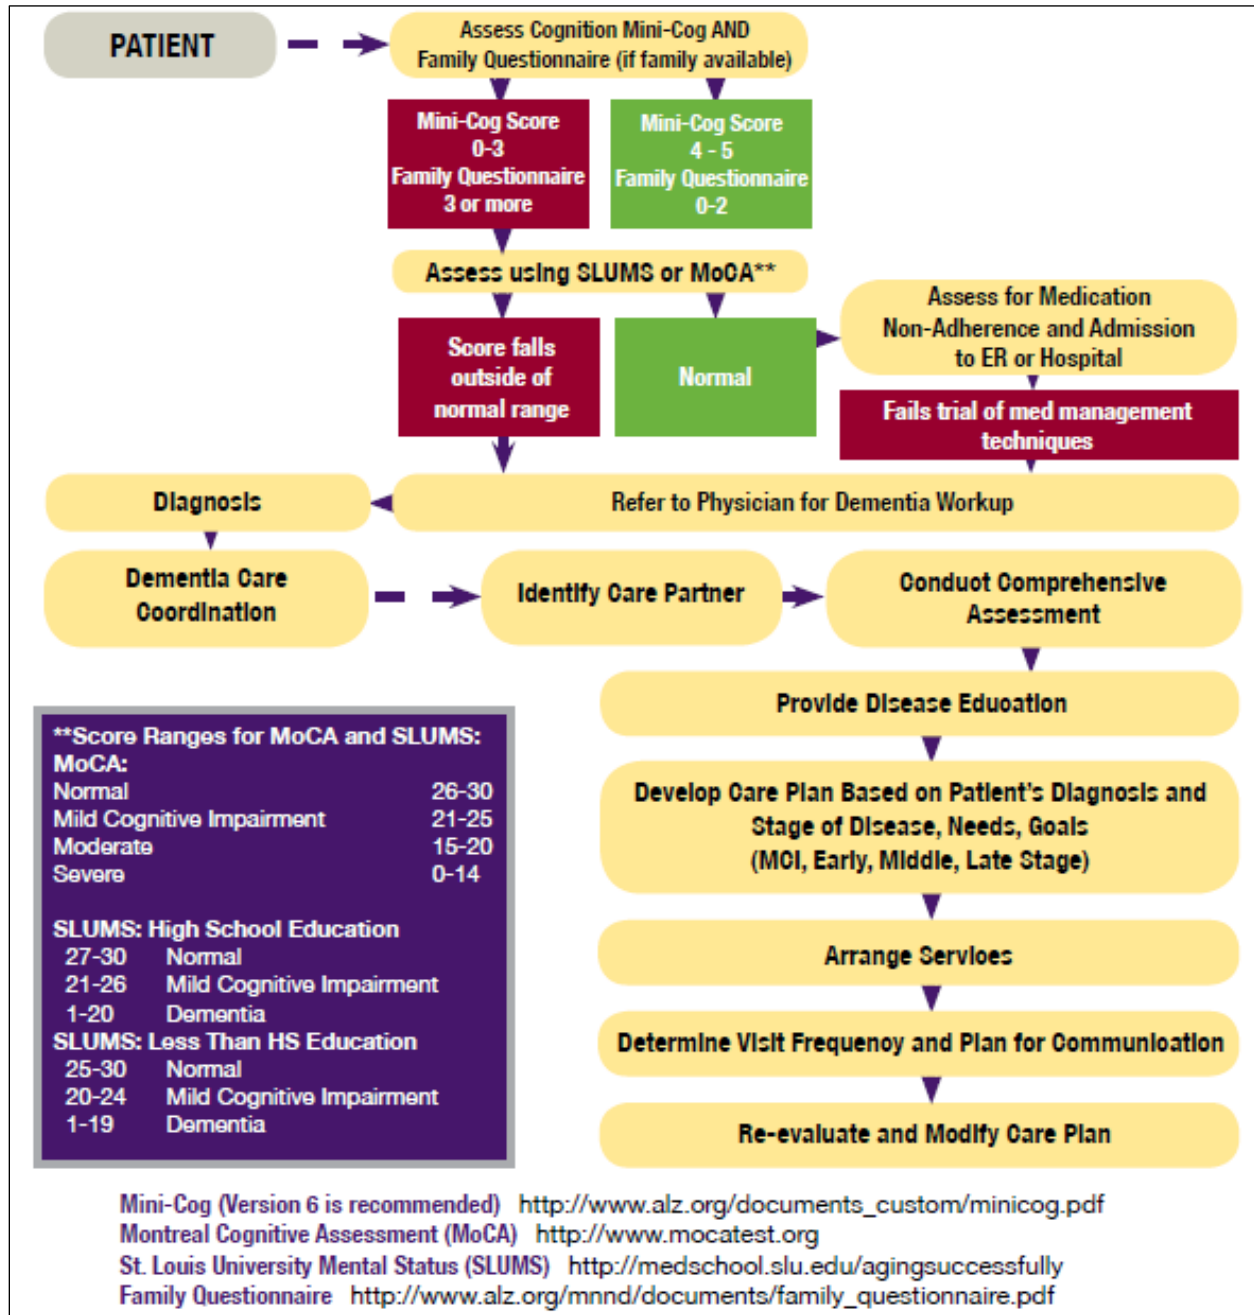 PATIENT
Assess Cognition Mini-Cog AND
Family Questionnaire (if family available)
Mini-Cog Score
0-3
Family Questionnaire
3 or more
Mini-Cog Score
4 - 5
Family Questionnaire
0-2
Assess using SLUMS or MoCA**
Score falls
outside of
normal range
Normal
Assess for Medication
Non-Adherence and Admission
to ER or Hospital
Fails trial of med management
techniques
Diagnosis
Refer to Physician for Dementia Workup
Dementia Care
Coordination
Identify Care Partner
Conduct Comprehensive
Assessment
Provide Disease Education
Develop Care Plan Based on Patient's Diagnosis and
Stage of Disease, Needs, Goals
(MCI, Early, Middle, Late Stage)
Arrange Services
Determine Visit Frequency and Plan for Communication
Re-evaluate and Modify Care Plan
**Score Ranges for MoCA and SLUMS:
MoCA:
Normal 26-30
Mild Cognitive Impairment 21-25
Moderate 15-20
Severe 0-14
SLUMS: High School Education
27-30 Normal
21-26 Mild Cognitive Impairment
1-20 Dementia
SLUMS: Less Than HS Education
25-30 Normal
20-24 Mild Cognitive Impairment
1-19 Dementia
Mini-Cog (Version 6 is recommended) http://www.alz.org/documents_custom/minicog.pdf
Montreal Cognitive Assessment (MoCA) http://www.mocatest.org
St. Louis University Mental Status (SLUMS) http://medschool.slu.edu/agingsuccessfully
Family Questionnaire http://www.alz.org/mnnd/documents/family_questionnaire.pdf